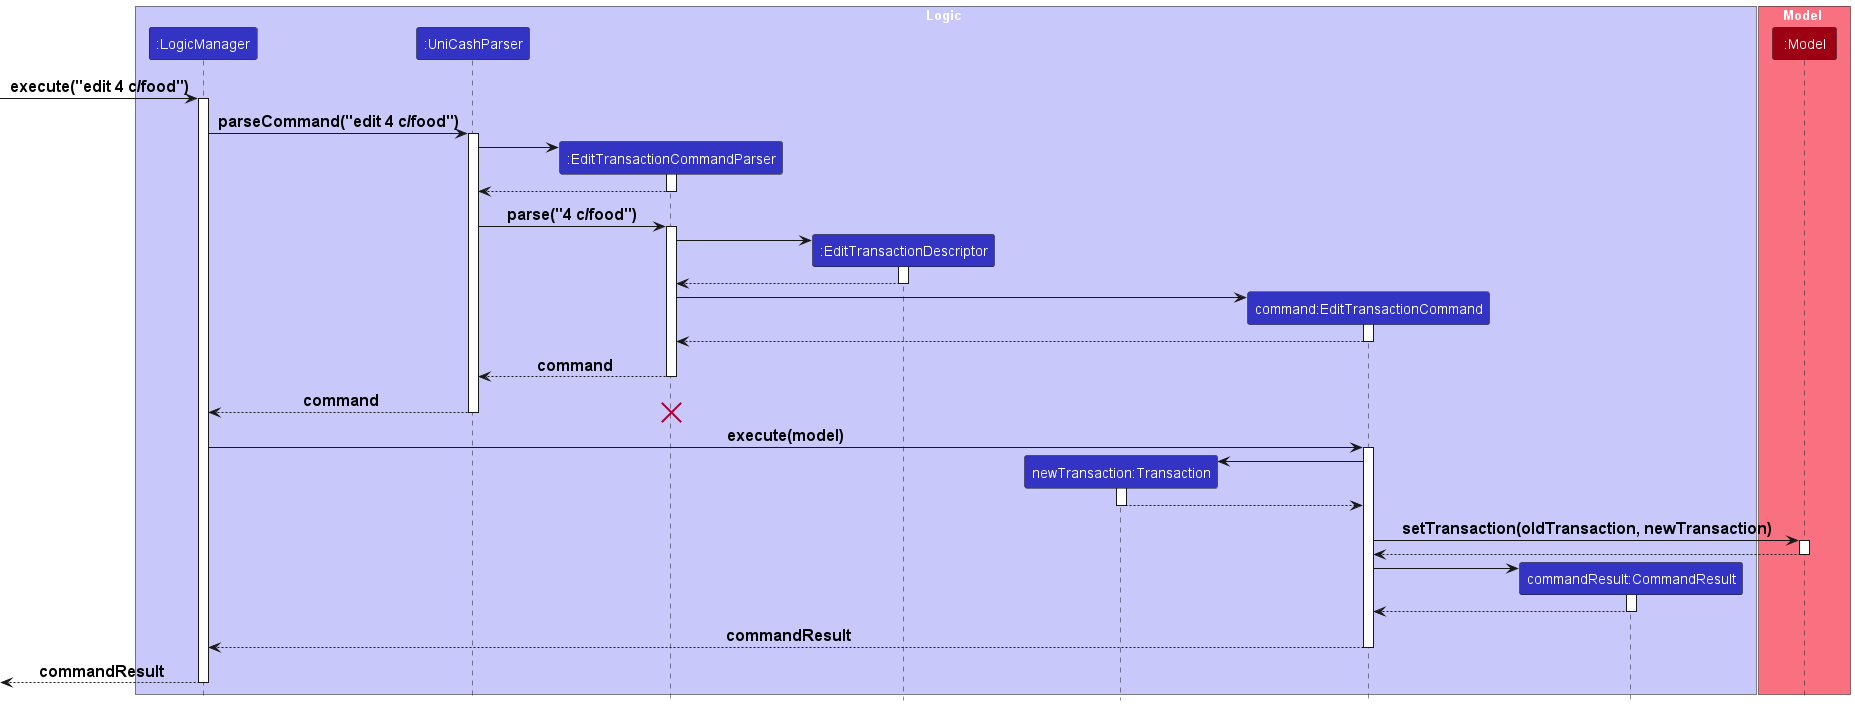 Logic
Model
:LogicManager
:UniCashParser
:Model
execute("edit 4 c/food")
parseCommand("edit 4 c/food")
:EditTransactionCommandParser
parse("4 c/food")
:EditTransactionDescriptor
command:EditTransactionCommand
command
command
execute(model)
newTransaction:Transaction
setTransaction(oldTransaction, newTransaction)
commandResult:CommandResult
commandResult
commandResult